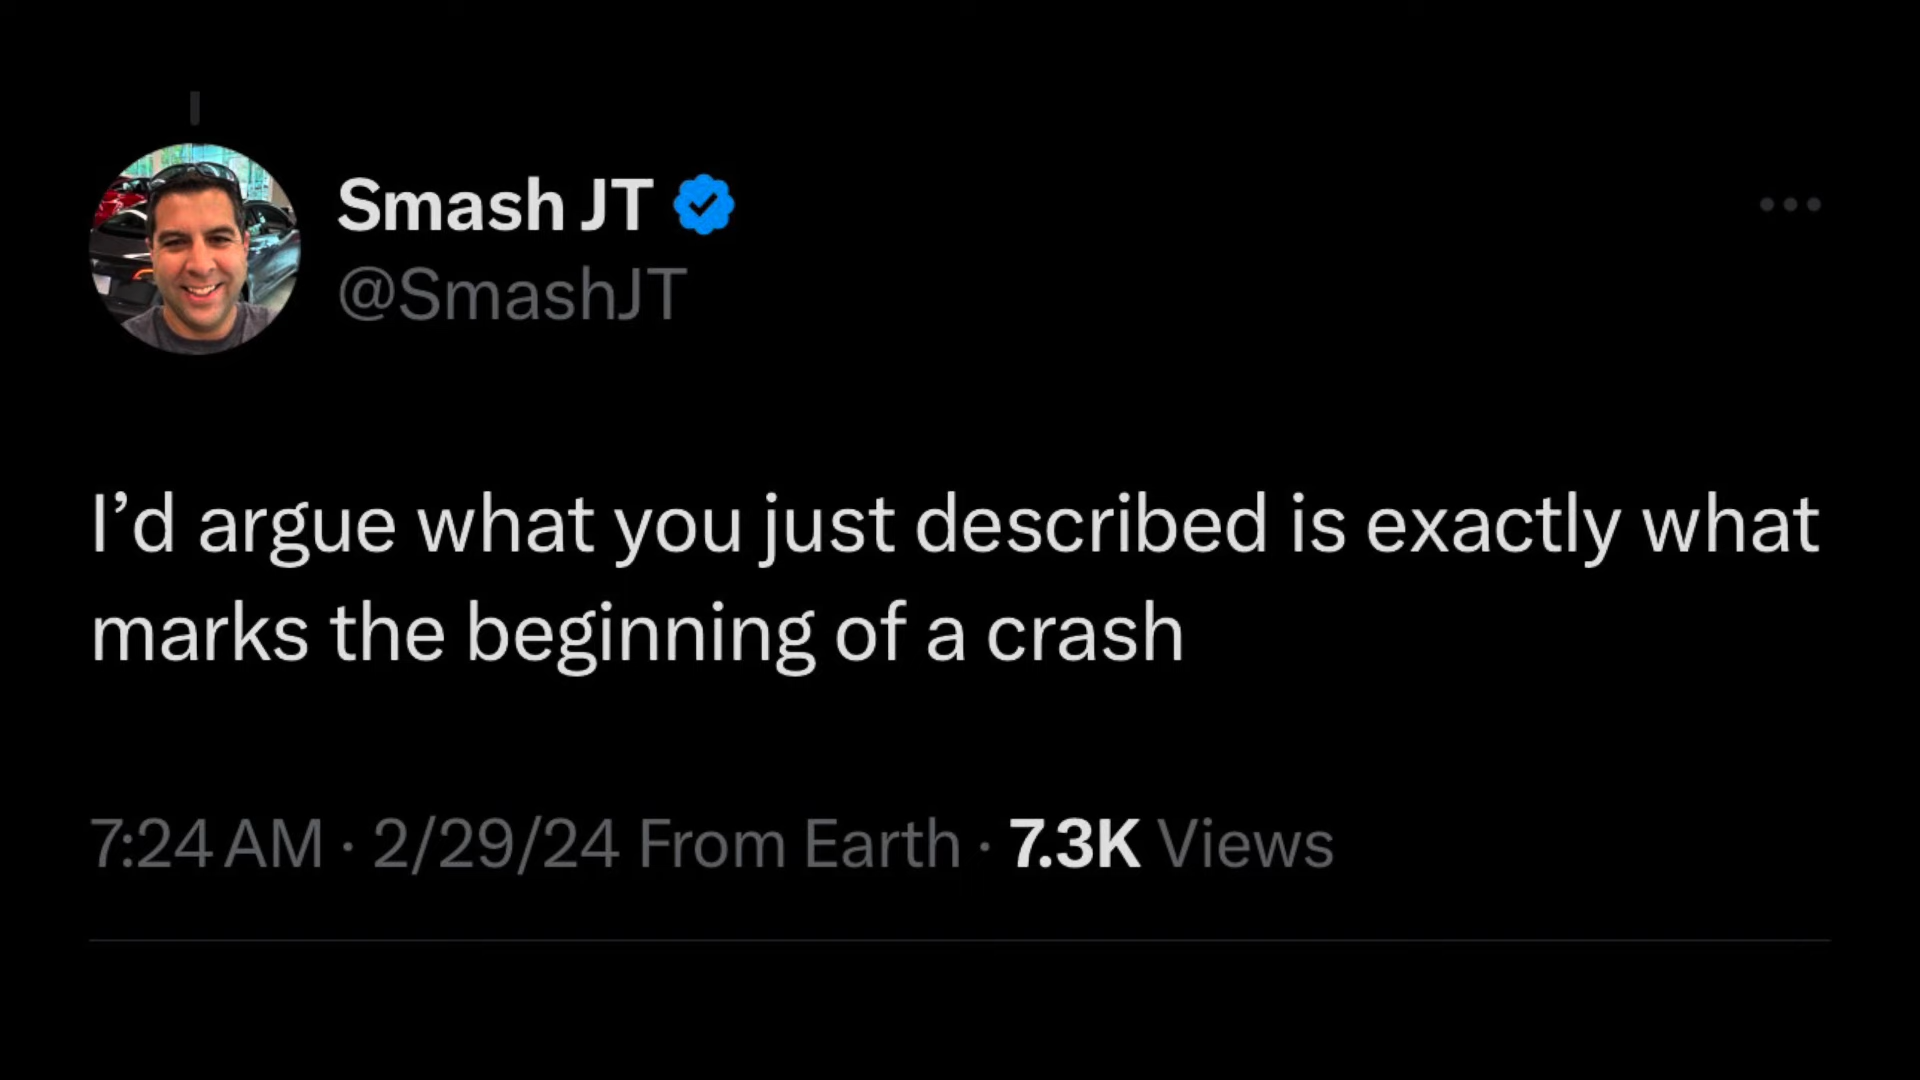 Smash JT
@SmashJT
I’d argue what you just described is exactly what
marks the beginning of a crash
7:24 AM · 2/29/24 From Earth · 7.3K Views